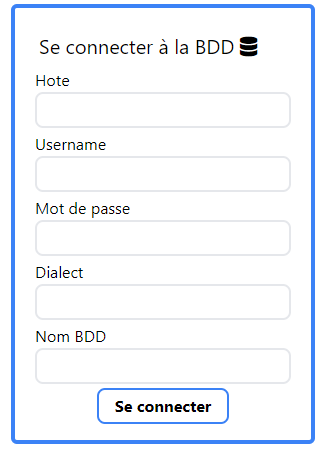 Se connecter à la BDD
Hote
Username
Mot de passe
Dialect
Nom BDD
Se connecter